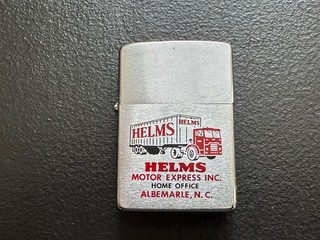 HELMS
HELMS
HELMS
MOTOR EXPRESS INC.
HOME OFFICE
ALBEMARLE, N. C.